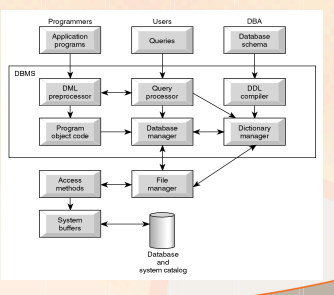 Programmers Users DBA
Application programs
Queries
Database schema
DBMS
DML preprocessor
Query processor
DDL compiler
Program object code
Database manager
Dictionary manager
Access methods
File manager
System buffers
Database
and
system catalog